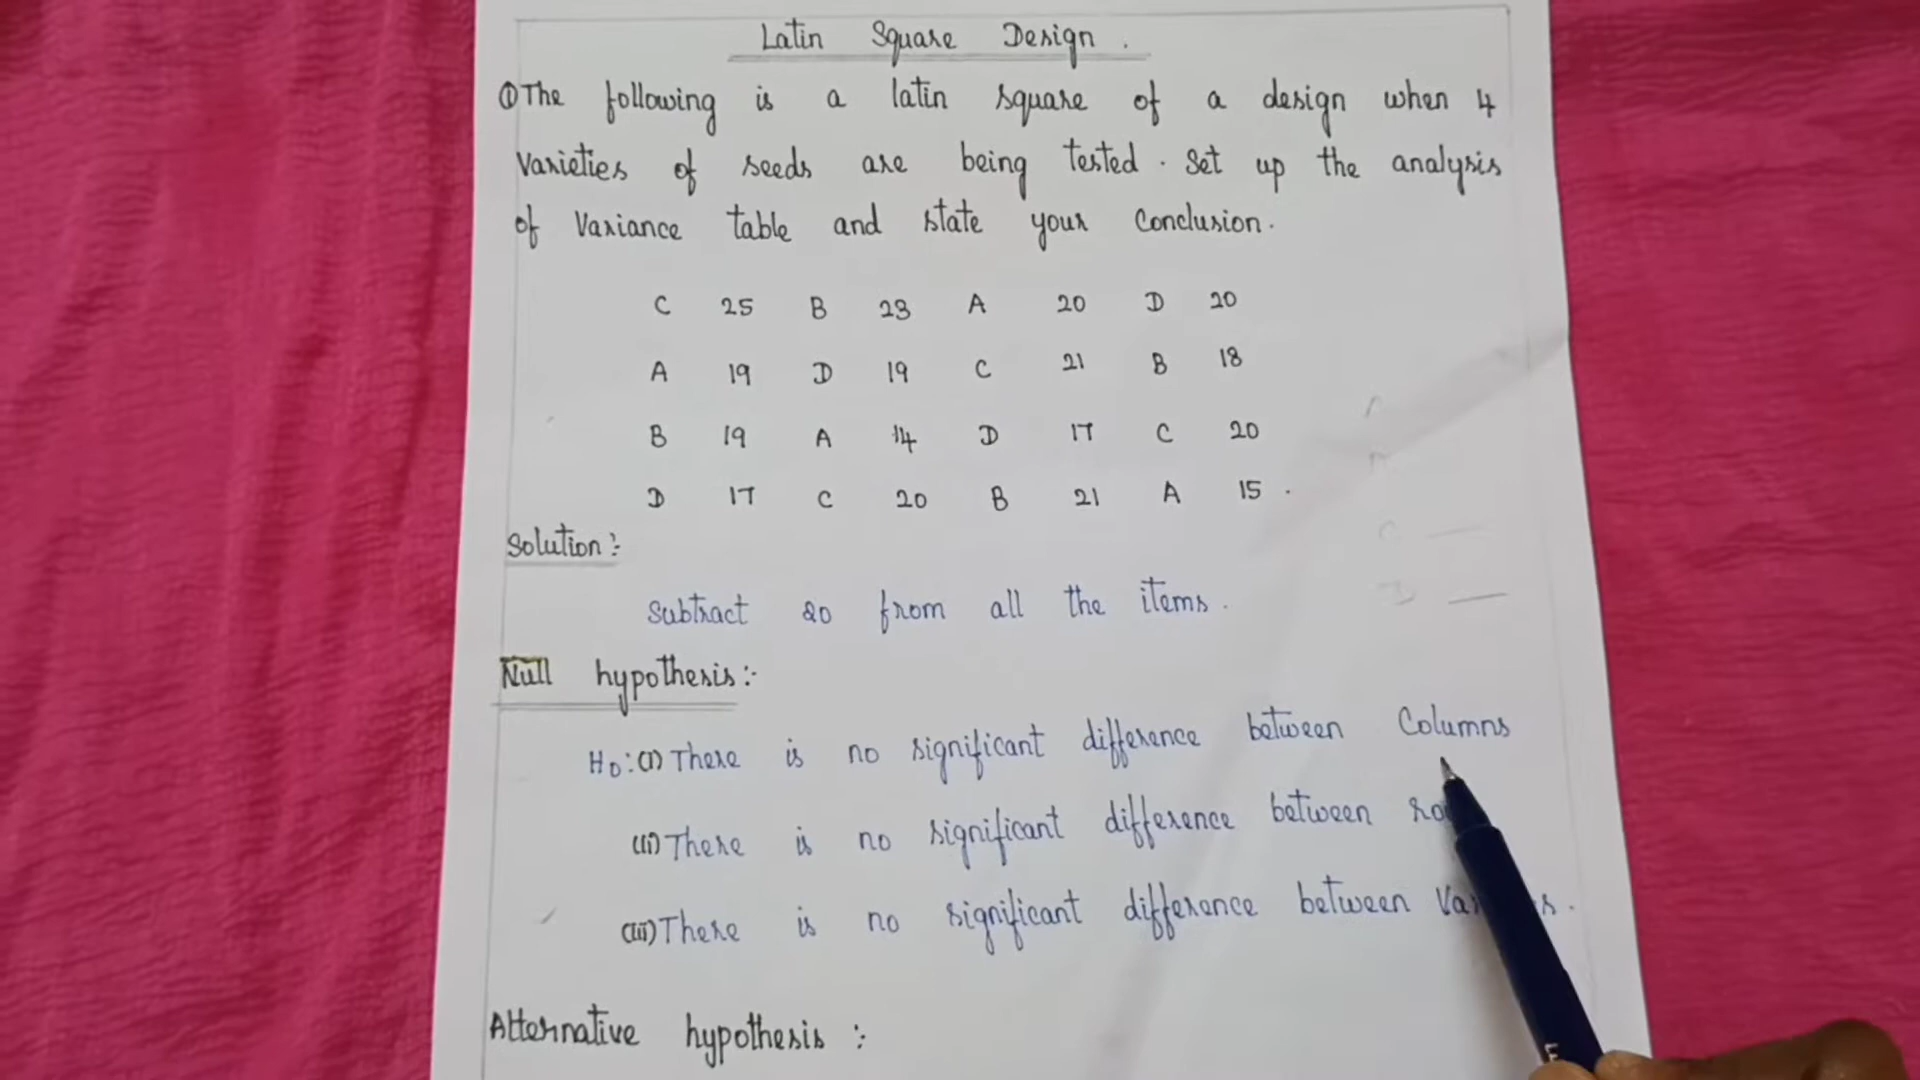 Latin Square Design.
① The following is a latin square of a design when 4
Varieties of seeds are being tested. Set up the analysis
of Variance table and state your Conclusion.
C 25 B 23 A 20 D 20
A 19 D 19 C 21 B 18
B 19 A 14 D 17 C 20
D 17 C 20 B 21 A 15.
Solution:-
Subtract 20 from all the items.
Null hypothesis:-
H0: (i) There is no significant difference between Columns
(ii) There is no significant difference between
(iii) There is no significant difference between
Alternative hypothesis:-